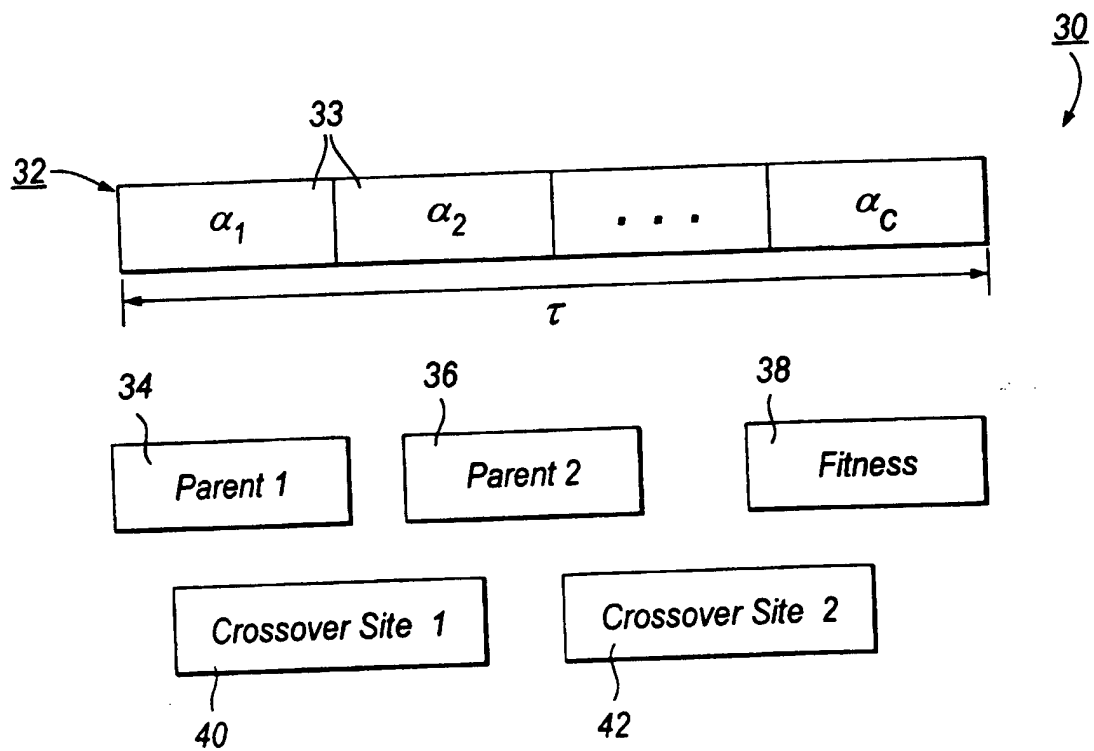 30
33
32
α1 α2 . . . αC
τ
34 36 38
Parent 1 Parent 2 Fitness
Crossover Site 1 Crossover Site 2
40 42